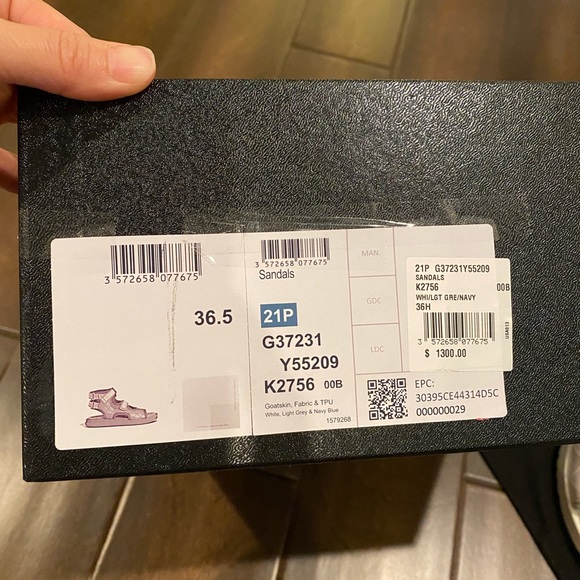 3 572658 077675
36.5
3 572658 077675
Sandals
21P
G37231
Y55209
K2756 00B
Goatskin, Fabric & TPU
White, Light Grey & Navy Blue
1579268
MAN.
GDC
LDC
21P G37231Y55209
SANDALS
K2756 00B
WHI/LGT GRE/NAVY
36H
3 572658 077675
$ 1300.00
USA013
EPC:
30395CE44314D5C
000000029